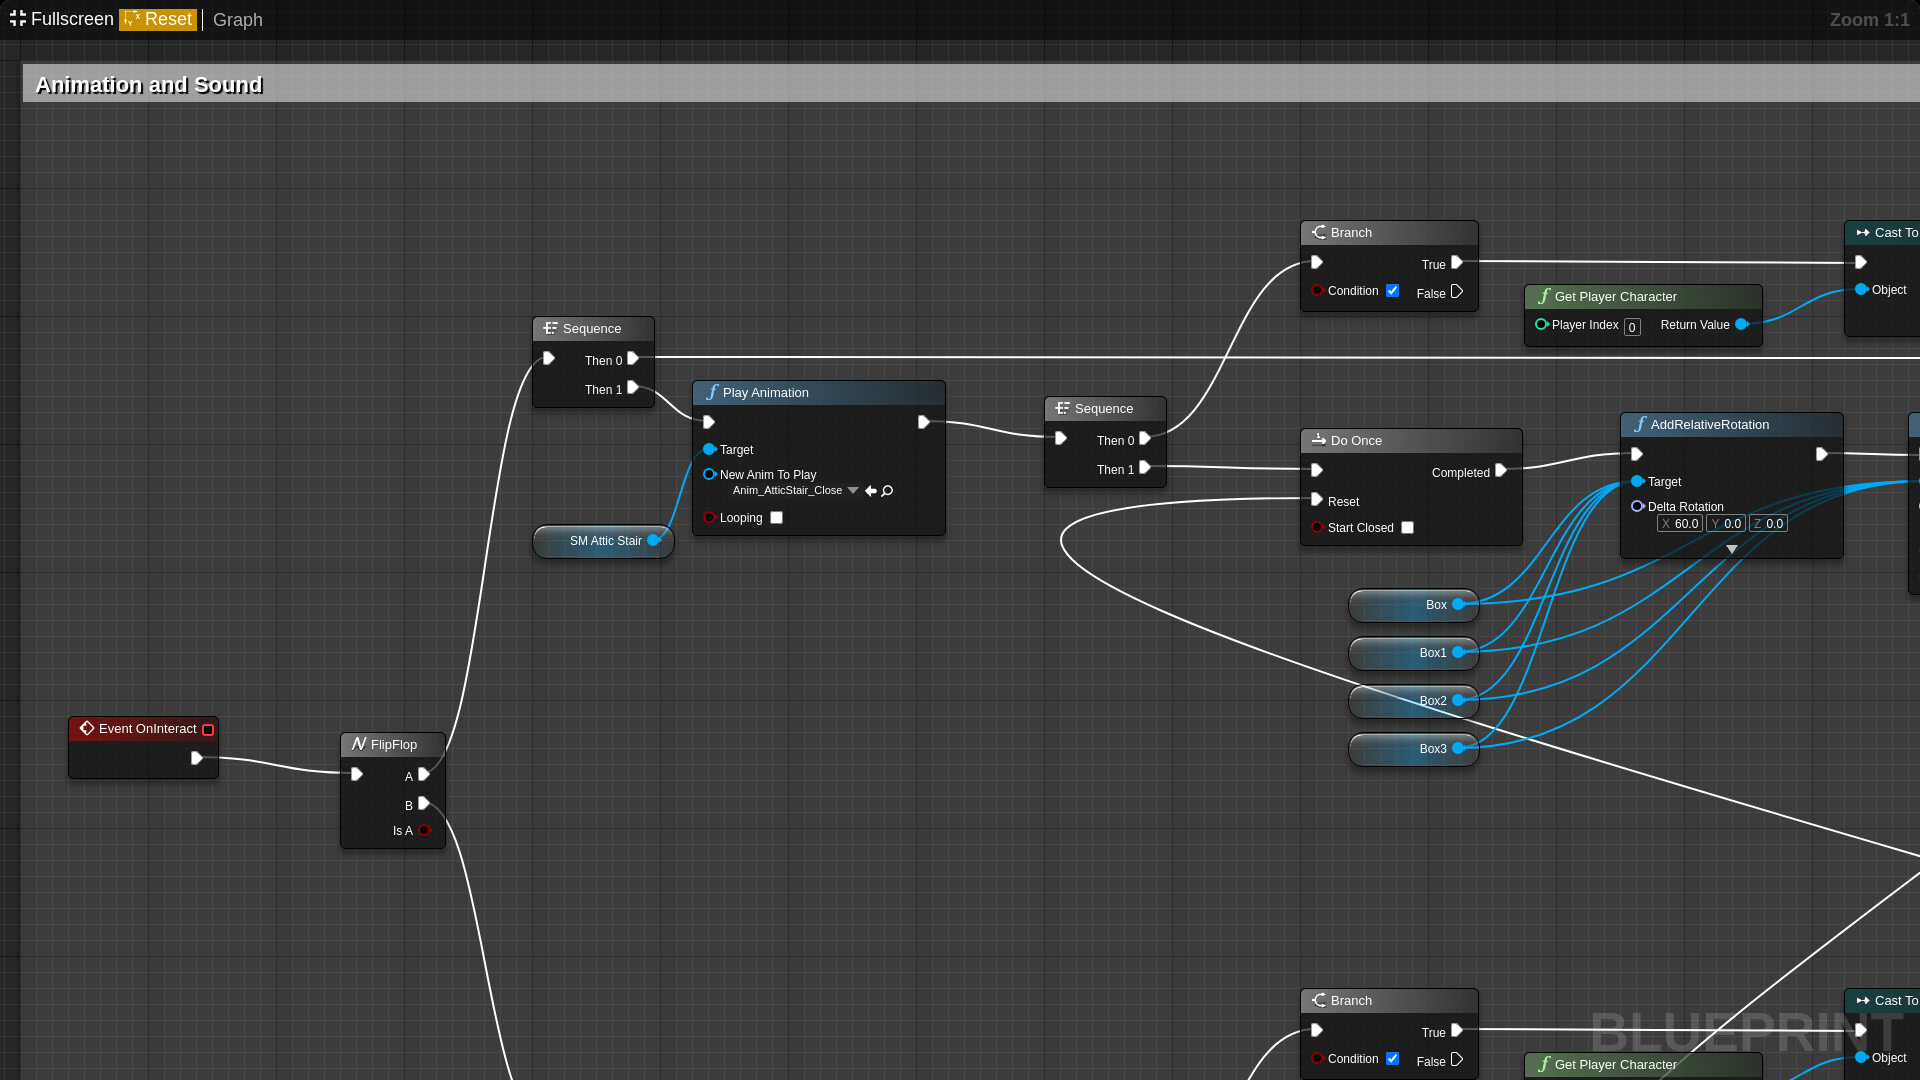 Fullscreen Reset Graph
Zoom 1:1
Animation and Sound
Branch
True
Condition
False
Cast To
Object
Get Player Character
Player Index 0 Return Value
Sequence
Then 0
Then 1
Play Animation
Target
New Anim To Play
Anim_AtticStair_Close
Looping
SM Attic Stair
Sequence
Then 0
Then 1
Do Once
Completed
Reset
Start Closed
AddRelativeRotation
Target
Delta Rotation
X 60.0 Y 0.0 Z 0.0
Box
Box1
Box2
Box3
Event OnInteract
FlipFlop
A
B
Is A
Branch
True
Condition
False
Cast To
Object
Get Player Character
BLUEPRINT